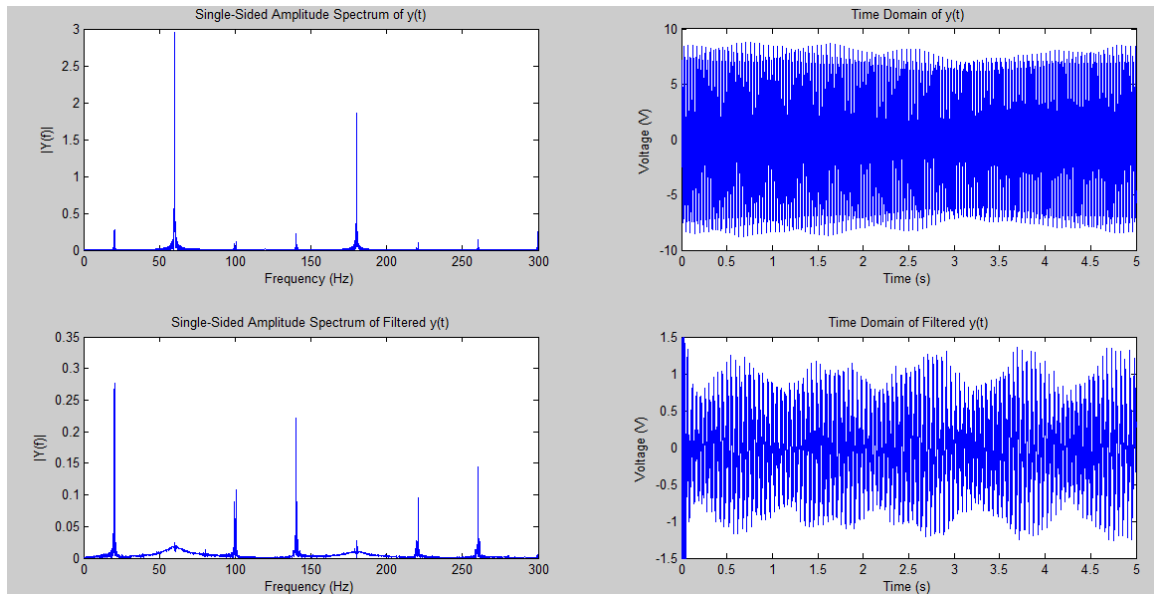 Single-Sided Amplitude Spectrum of y(t)
3
2.5
2
1.5
1
0.5
0
|Y(f)|
0 50 100 150 200 250 300
Frequency (Hz)
Time Domain of y(t)
10
5
0
-5
-10
Voltage (V)
0 0.5 1 1.5 2 2.5 3 3.5 4 4.5 5
Time (s)
Single-Sided Amplitude Spectrum of Filtered y(t)
0.35
0.3
0.25
0.2
0.15
0.1
0.05
0
|Y(f)|
0 50 100 150 200 250 300
Frequency (Hz)
Time Domain of Filtered y(t)
1.5
1
0.5
0
-0.5
-1
-1.5
Voltage (V)
0 0.5 1 1.5 2 2.5 3 3.5 4 4.5 5
Time (s)